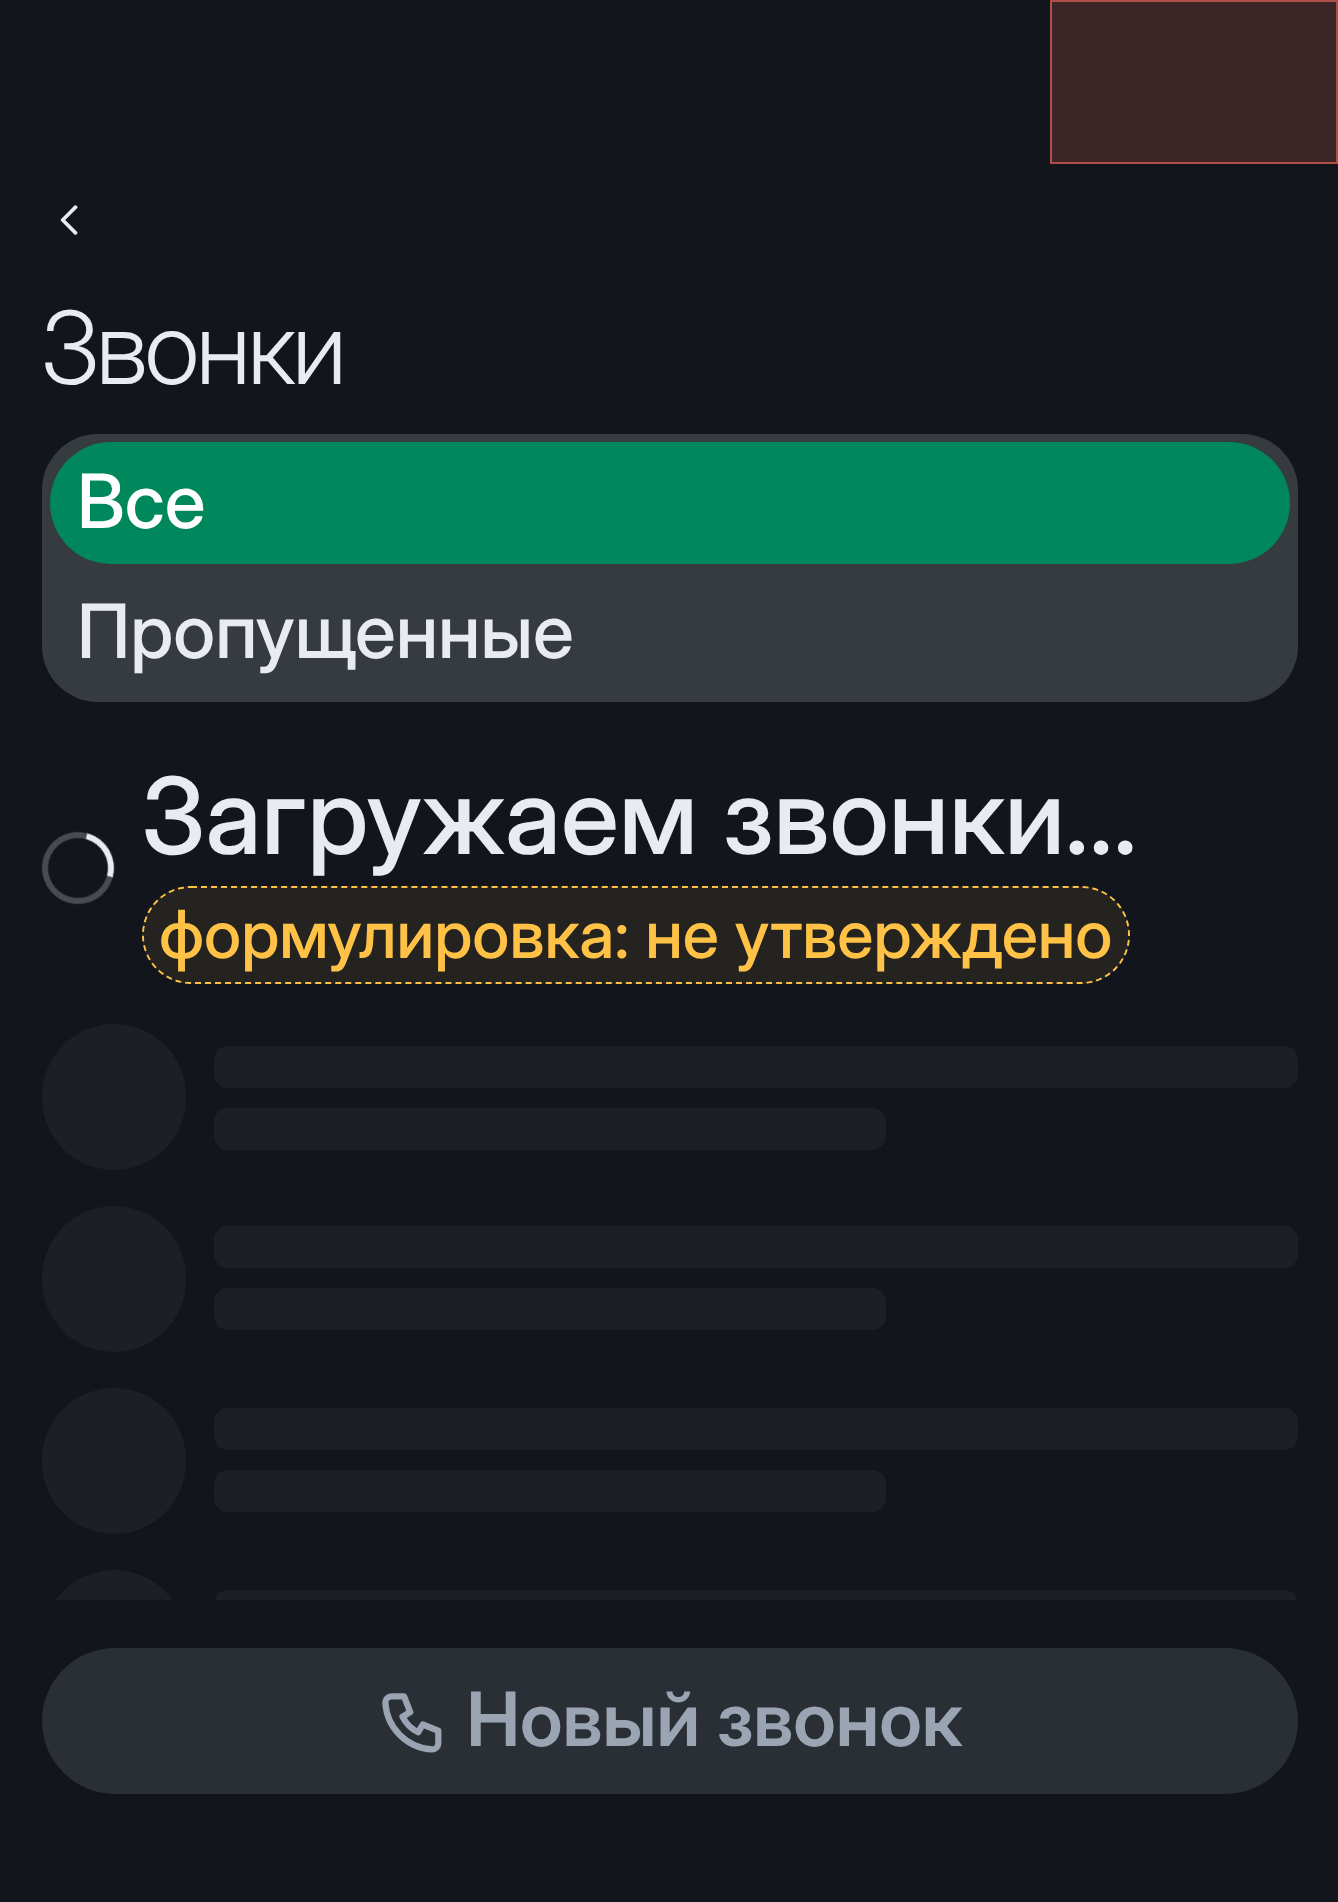 Звонки
Все
Пропущенные
Загружаем звонки...
формулировка: не утверждено
Новый звонок